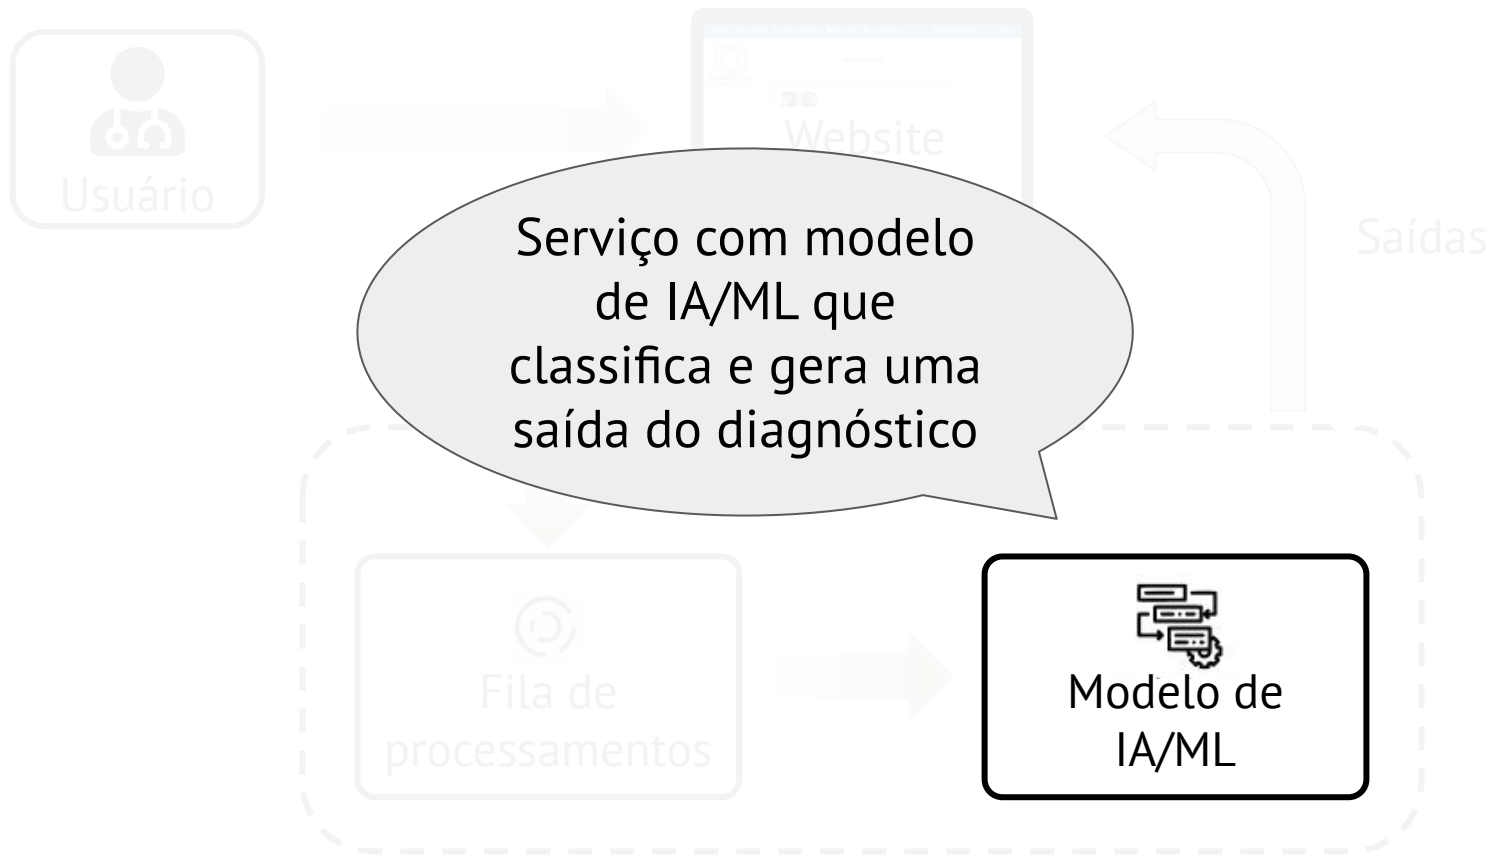 Website
Usuário
Serviço com modelo
de IA/ML que
classifica e gera uma
saída do diagnóstico
Saídas
Fila de
processamentos
Modelo de
IA/ML